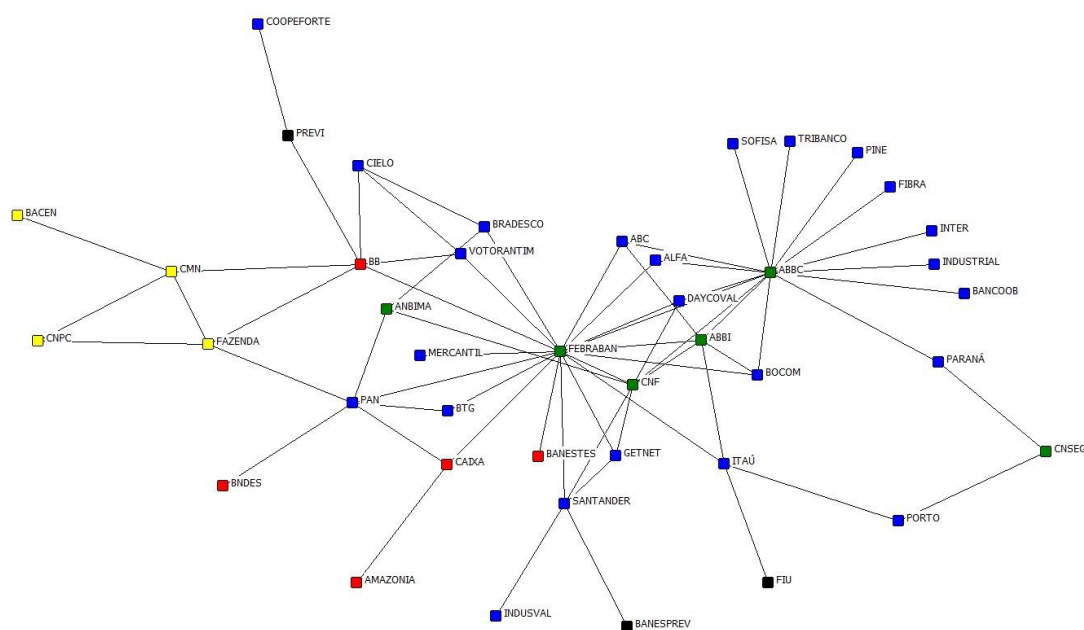 COOPEFORTE
PREVI
SOFISA
TRIBANCO
PINE
CIELO
FIBRA
BACEN
BRADESCO
INTER
ABC
VOTORANTIM
ALFA
BB
INDUSTRIAL
CMN
ABBC
BANCOOB
DAYCOVAL
ANBIMA
CNPC
FAZENDA
ABBI
FEBRABAN
MERCANTIL
PARANÁ
BOCOM
CNF
PAN
BTG
CNSEG
BANESTES
GETNET
CAIXA
ITAÚ
BNDES
SANTANDER
PORTO
AMAZONIA
FIU
INDUSVAL
BANESPREV